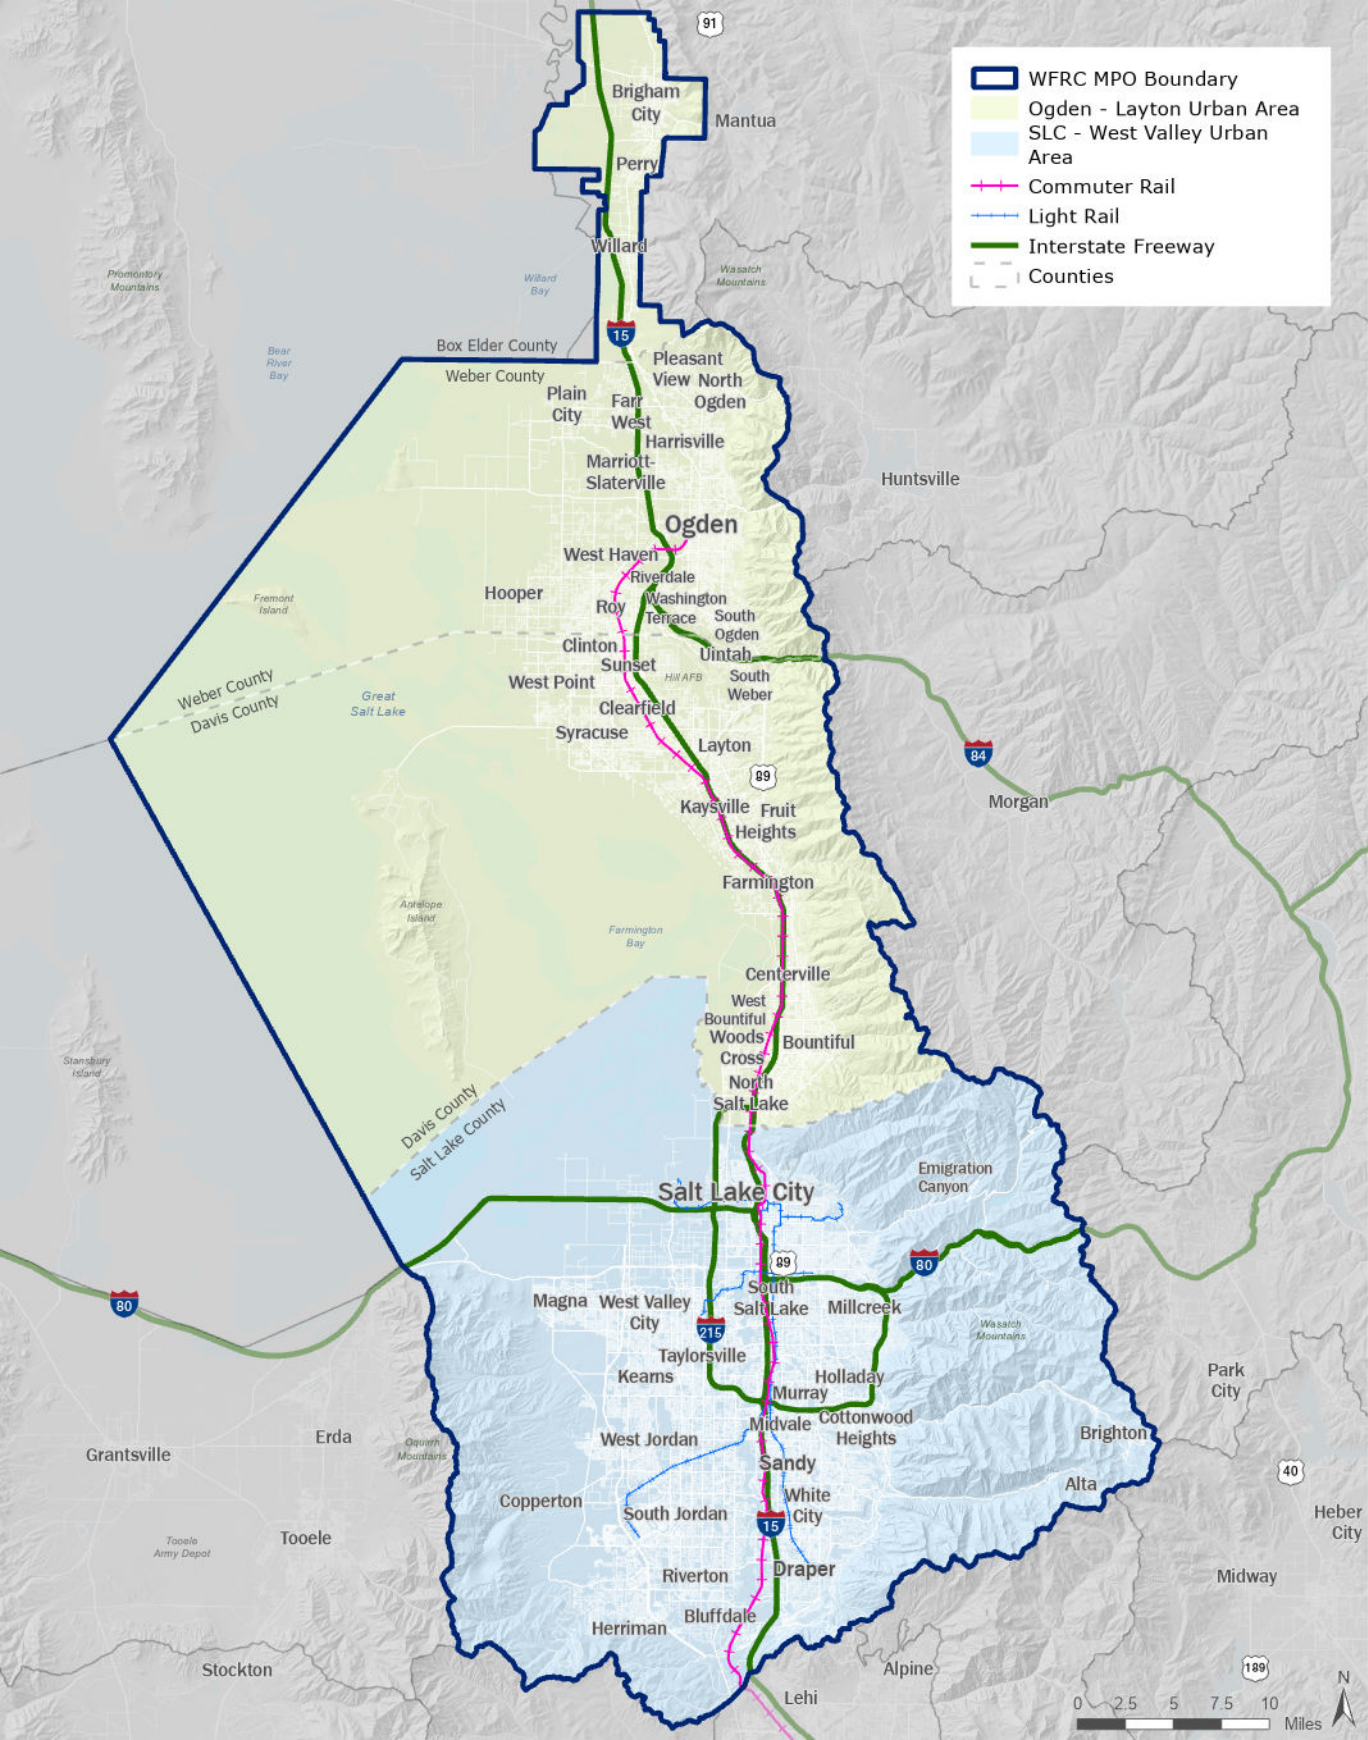 91
WFRC MPO Boundary
Ogden - Layton Urban Area
SLC - West Valley Urban
Area
Commuter Rail
Light Rail
Interstate Freeway
Counties
Brigham
City
Mantua
Perry
Willard
Promontory
Mountains
Willard
Bay
Wasatch
Mountains
15
Bear
River
Bay
Box Elder County
Weber County
Pleasant
View
North
Ogden
Plain
City
Farr
West
Harrisville
Marriott-
Slaterville
Huntsville
Ogden
West Haven
Riverdale
Hooper
Fremont
Island
Roy
Washington
Terrace
South
Ogden
Clinton
Uintah
Sunset
Hill AFB
West Point
South
Weber
Weber County
Davis County
Great
Salt Lake
Clearfield
Syracuse
Layton
84
89
Morgan
Kaysville
Fruit
Heights
Farmington
Antelope
Island
Farmington
Bay
Centerville
West
Bountiful
Woods
Cross
Bountiful
Stansbury
Island
North
Salt Lake
Davis County
Salt Lake County
Emigration
Canyon
Salt Lake City
89
80
80
South
Salt Lake
Millcreek
Magna
West Valley
City
215
Wasatch
Mountains
Taylorsville
Kearns
Holladay
Murray
Park
City
Midvale
Cottonwood
Heights
Brighton
Erda
Grantsville
Oquirrh
Mountains
West Jordan
Sandy
40
Alta
Copperton
White
City
South Jordan
Heber
City
15
Tooele
Tooele
Army Depot
Draper
Riverton
Midway
Bluffdale
Herriman
Stockton
Alpine
189
Lehi
N
0 2.5 5 7.5 10
Miles